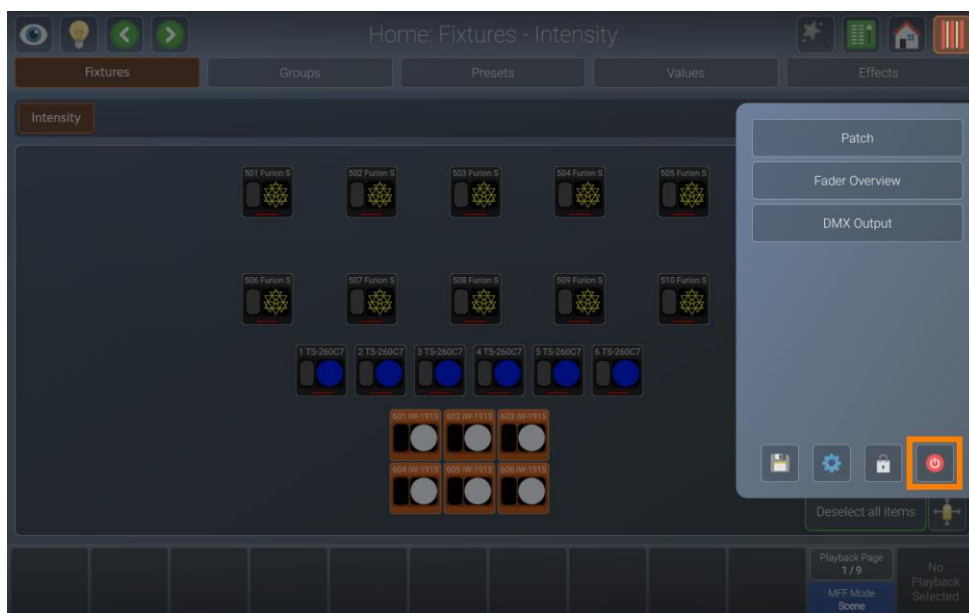 Home: Fixtures - Intensity
Fixtures
Groups
Presets
Values
Effects
Intensity
Patch
Fader Overview
DMX Output
501 Furion S
502 Furion S
503 Furion S
504 Furion S
505 Furion S
506 Furion S
507 Furion S
508 Furion S
509 Furion S
510 Furion S
1 TS-260C7
2 TS-260C7
3 TS-260C7
4 TS-260C7
5 TS-260C7
6 TS-260C7
601 iW-1915
602 iW-1915
603 iW-1915
604 iW-1915
605 iW-1915
606 iW-1915
Deselect all items
Playback Page
1 / 9
MFF Mode
Scene
No
Playback
Selected